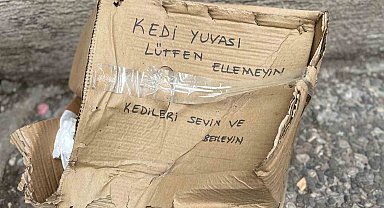 KEDİ YUVASI
LÜTFEN ELLEMEYİN
KEDİLERİ SEVİN VE
BESLEYİN